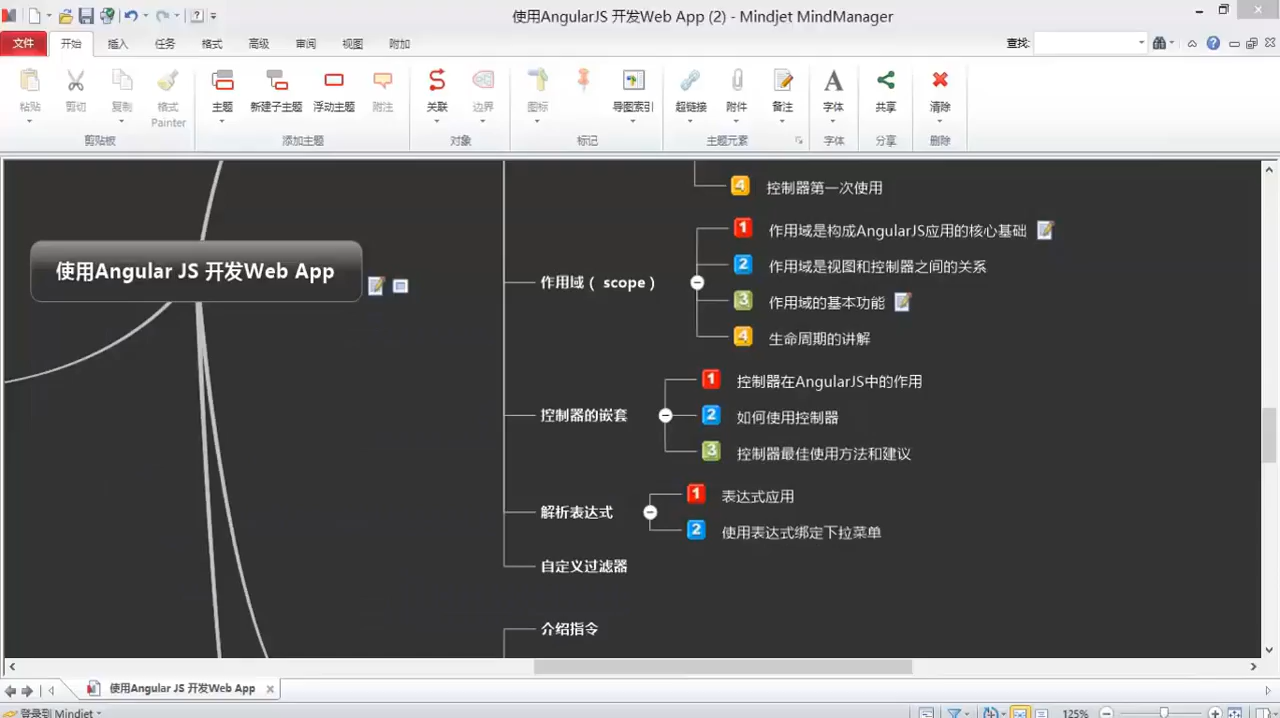 使用AngularJS 开发Web App (2) - Mindjet MindManager
文件 开始 插入 任务 格式 高级 审阅 视图 附加 查找:
粘贴 剪切 复制 格式 Painter 主题 新建子主题 浮动主题 附注 关联 边界 图标 导图索引 超链接 附件 备注 字体 共享 清除
剪贴板 添加主题 对象 标记 主题元素 字体 分享 删除
4 控制器第一次使用
使用Angular JS 开发Web App
作用域（ scope）
1 作用域是构成AngularJS应用的核心基础
2 作用域是视图和控制器之间的关系
3 作用域的基本功能
4 生命周期的讲解
控制器的嵌套
1 控制器在AngularJS中的作用
2 如何使用控制器
3 控制器最佳使用方法和建议
解析表达式
1 表达式应用
2 使用表达式绑定下拉菜单
自定义过滤器
介绍指令
使用Angular JS 开发Web App
登录到 Mindjet 125%